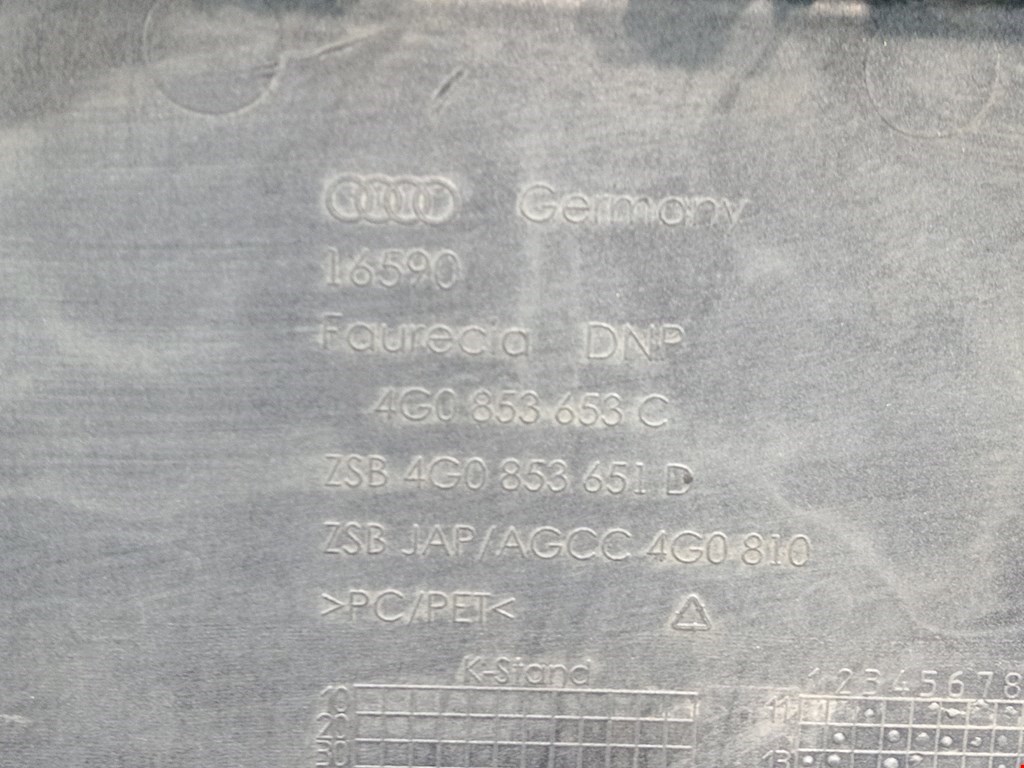 Germany
16590
Faurecia DNP
4G0 853 653 C
ZSB 4G0 853 651 D
ZSB JAP/AGCC 4G0 810
>PC/PET<
K-Stand
1 2 3 4 5 6 7 8
10
11
20
30
13